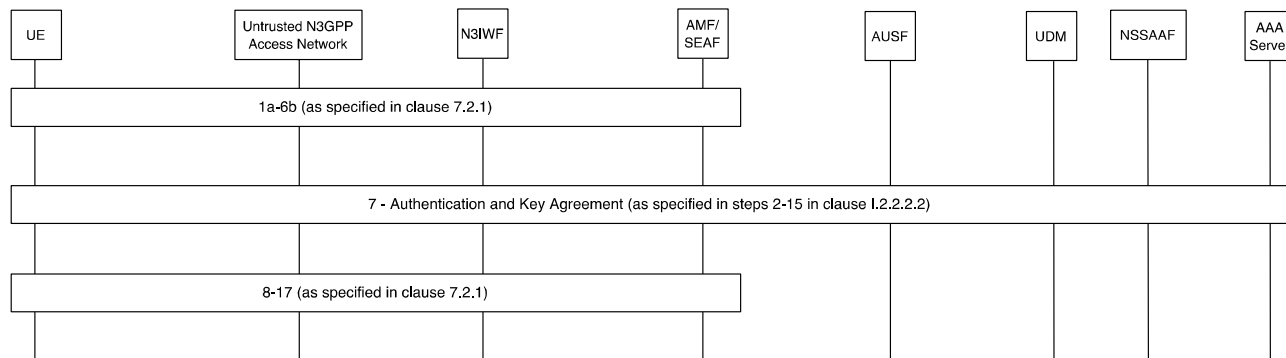 UE
Untrusted N3GPP
Access Network
N3IWF
AMF/
SEAF
AUSF
UDM
NSSAAF
AAA
Server
1a-6b (as specified in clause 7.2.1)
7 - Authentication and Key Agreement (as specified in steps 2-15 in clause I.2.2.2.2)
8-17 (as specified in clause 7.2.1)